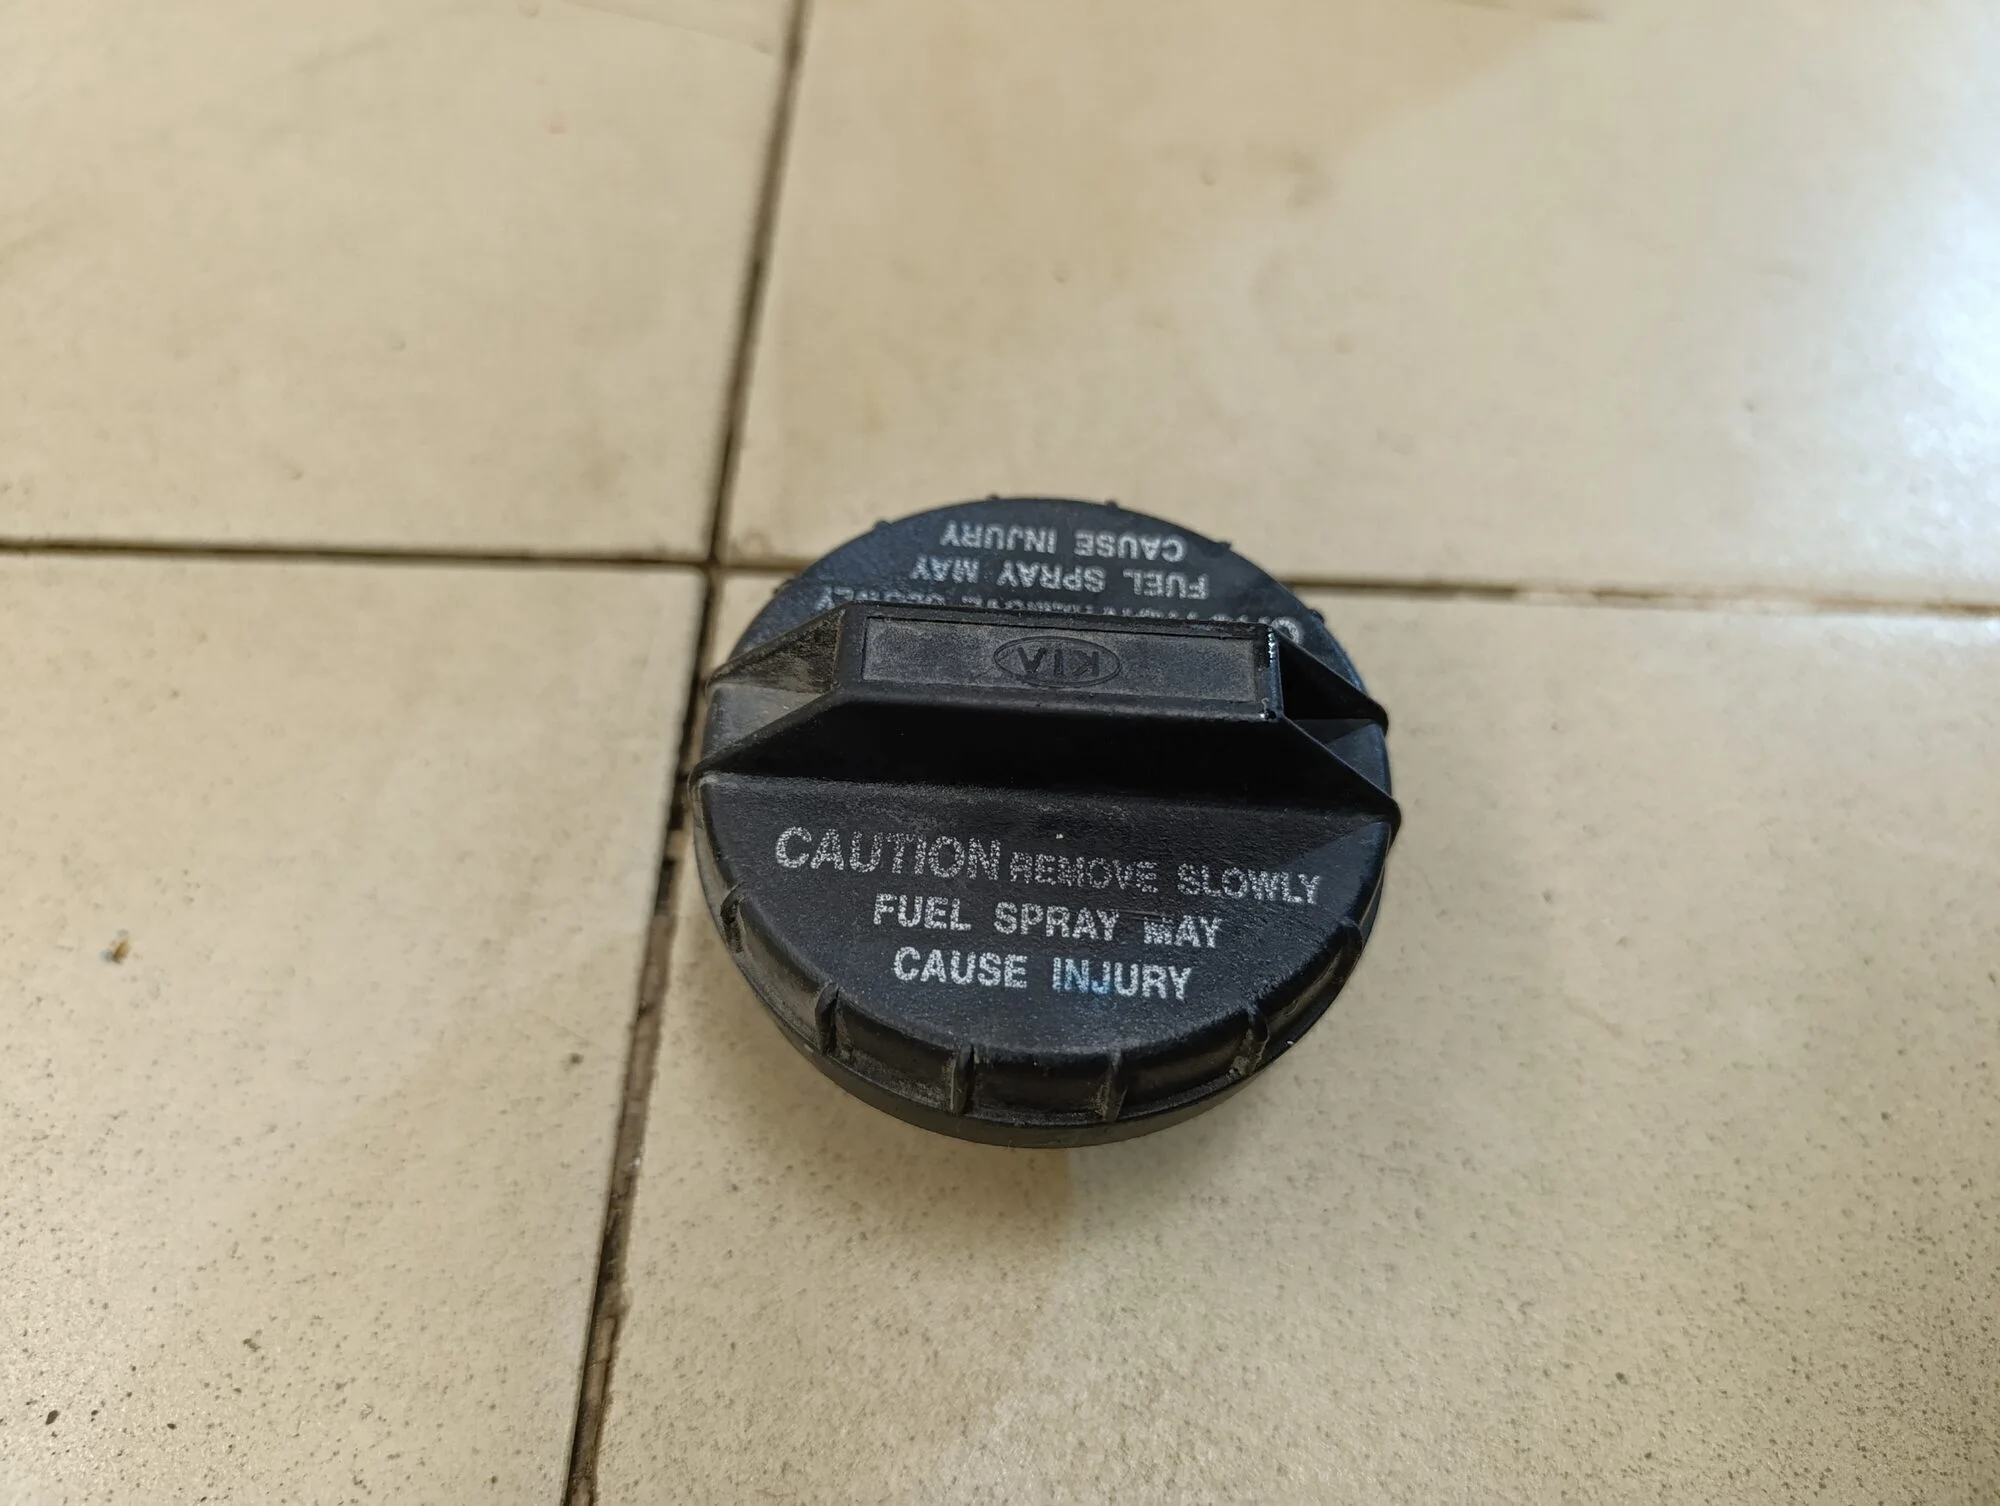 CAUSE INJURY
FUEL SPRAY MAY
KIA
CAUTION REMOVE SLOWLY
FUEL SPRAY MAY
CAUSE INJURY